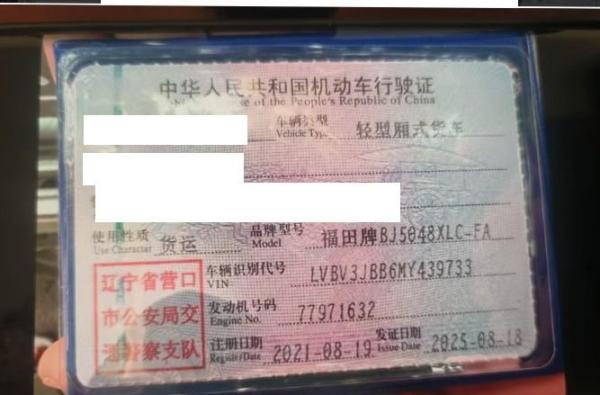 中华人民共和国机动车行驶证
of the People's Republic of China
车辆类型 轻型厢式货车
Vehicle Type
使用性质 货运 品牌型号 福田牌BJ5048XLC-FA
Use Character Model
车辆识别代号 LVBV3JBB6MY439733
VIN
发动机号码 77971632
Engine No.
注册日期 2021-08-19 发证日期 2025-08-18
Register Date Issue Date
辽宁省营口
市公安局交
通警察支队